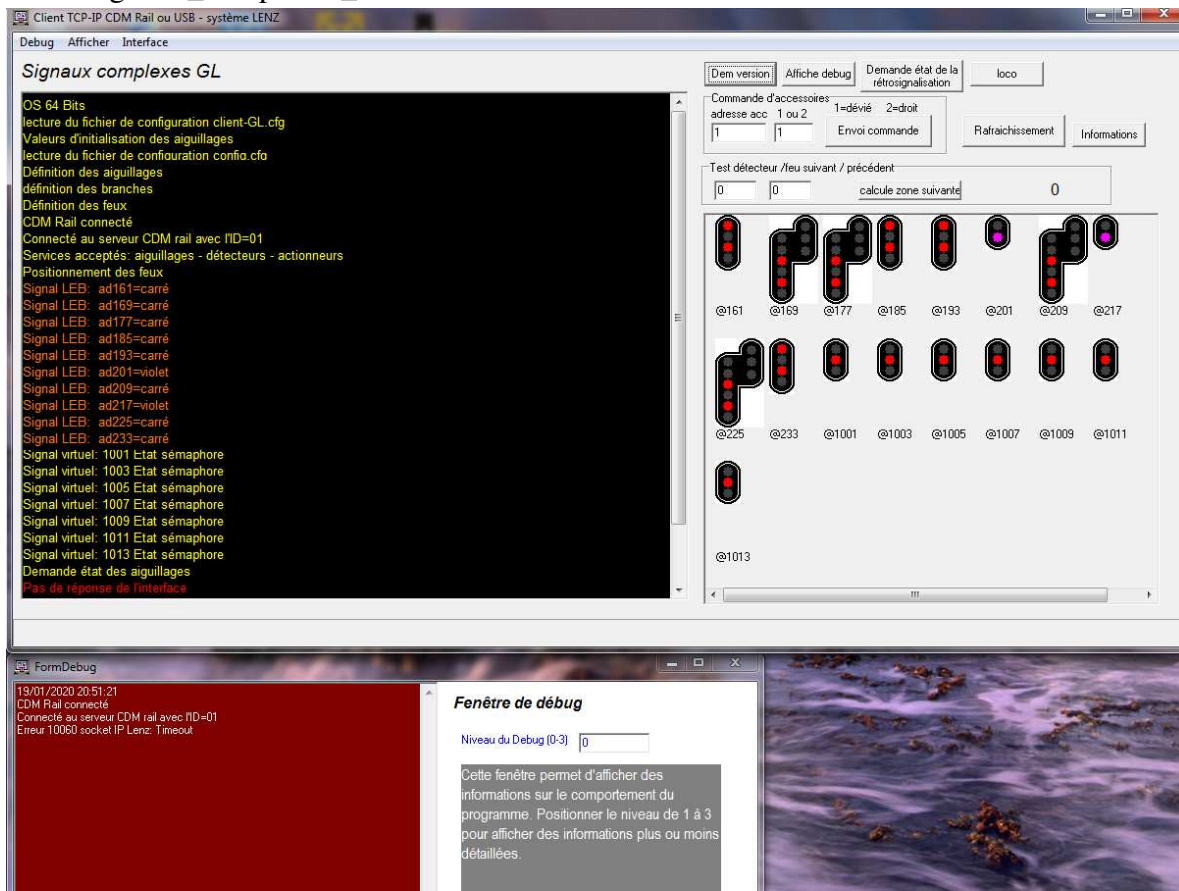 Client TCP-IP CDM Rail ou USB - système LENZ
Debug Afficher Interface
Signaux complexes GL
OS 64 Bits
lecture du fichier de configuration client-GL.cfg
Valeurs d'initialisation des aiguillages
lecture du fichier de configuration config.cfg
Définition des aiguillages
définition des branches
Définition des feux
CDM Rail connecté
Connecté au serveur CDM rail avec l'ID=01
Services acceptés: aiguillages - détecteurs - actionneurs
Positionnement des feux
Signal LEB: ad161=carré
Signal LEB: ad169=carré
Signal LEB: ad177=carré
Signal LEB: ad185=carré
Signal LEB: ad193=carré
Signal LEB: ad201=violet
Signal LEB: ad209=carré
Signal LEB: ad217=violet
Signal LEB: ad225=carré
Signal LEB: ad233=carré
Signal virtuel: 1001 Etat sémaphore
Signal virtuel: 1003 Etat sémaphore
Signal virtuel: 1005 Etat sémaphore
Signal virtuel: 1007 Etat sémaphore
Signal virtuel: 1009 Etat sémaphore
Signal virtuel: 1011 Etat sémaphore
Signal virtuel: 1013 Etat sémaphore
Demande état des aiguillages
Pas de réponse de l'interface
Dem version
Affiche debug
Demande état de la
rétrosignalisation
loco
Commande d'accessoires
adresse acc 1 ou 2
1=dévié 2=droit
1 1
Envoi commande
Rafraichissement
Informations
Test détecteur /feu suivant / précédent
0 0
calcule zone suivante
0
@161 @169 @177 @185 @193 @201 @209 @217
@225 @233 @1001 @1003 @1005 @1007 @1009 @1011
@1013
FormDebug
19/01/2020 20:51:21
CDM Rail connecté
Connecté au serveur CDM rail avec l'ID=01
Erreur 10060 socket IP Lenz: Timeout
Fenêtre de débug
Niveau du Debug (0-3) 0
Cette fenêtre permet d'afficher des
informations sur le comportement du
programme. Positionner le niveau de 1 à 3
pour afficher des informations plus ou moins
détaillées.